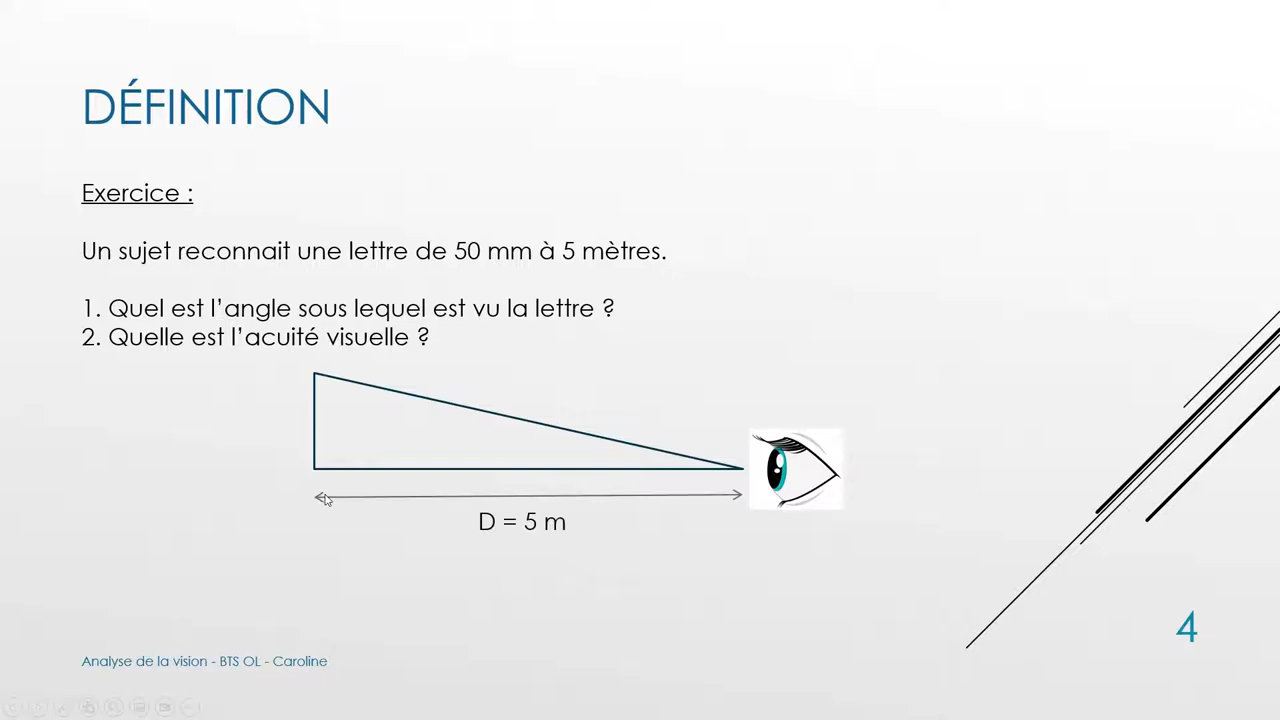 DÉFINITION
Exercice :
Un sujet reconnait une lettre de 50 mm à 5 mètres.
1. Quel est l’angle sous lequel est vu la lettre ?
2. Quelle est l’acuité visuelle ?
D = 5 m
4
Analyse de la vision - BTS OL - Caroline